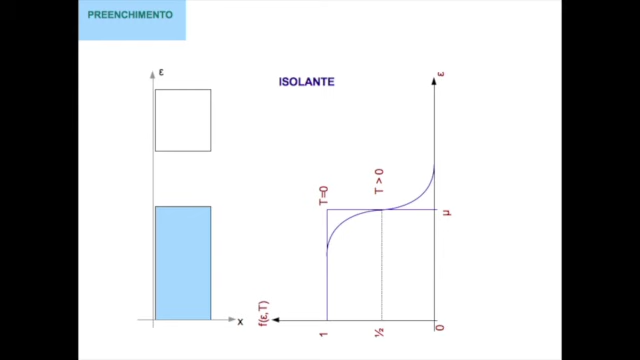 PREENCHIMENTO
ε
ISOLANTE
ε
T=0
T > 0
μ
x
f(ε,T)
1
½
0